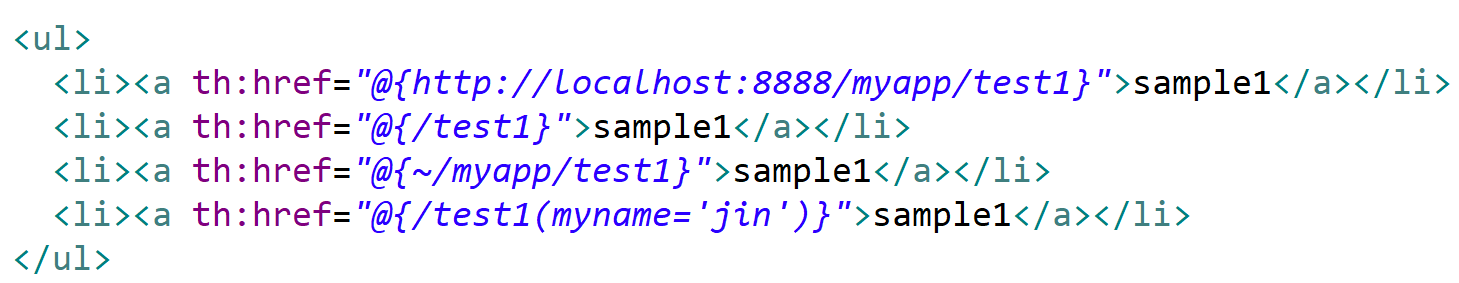 <ul>
  <li><a th:href="@{http://localhost:8888/myapp/test1}">sample1</a></li>
  <li><a th:href="@{/test1}">sample1</a></li>
  <li><a th:href="@{~/myapp/test1}">sample1</a></li>
  <li><a th:href="@{/test1(myname='jin')}">sample1</a></li>
</ul>